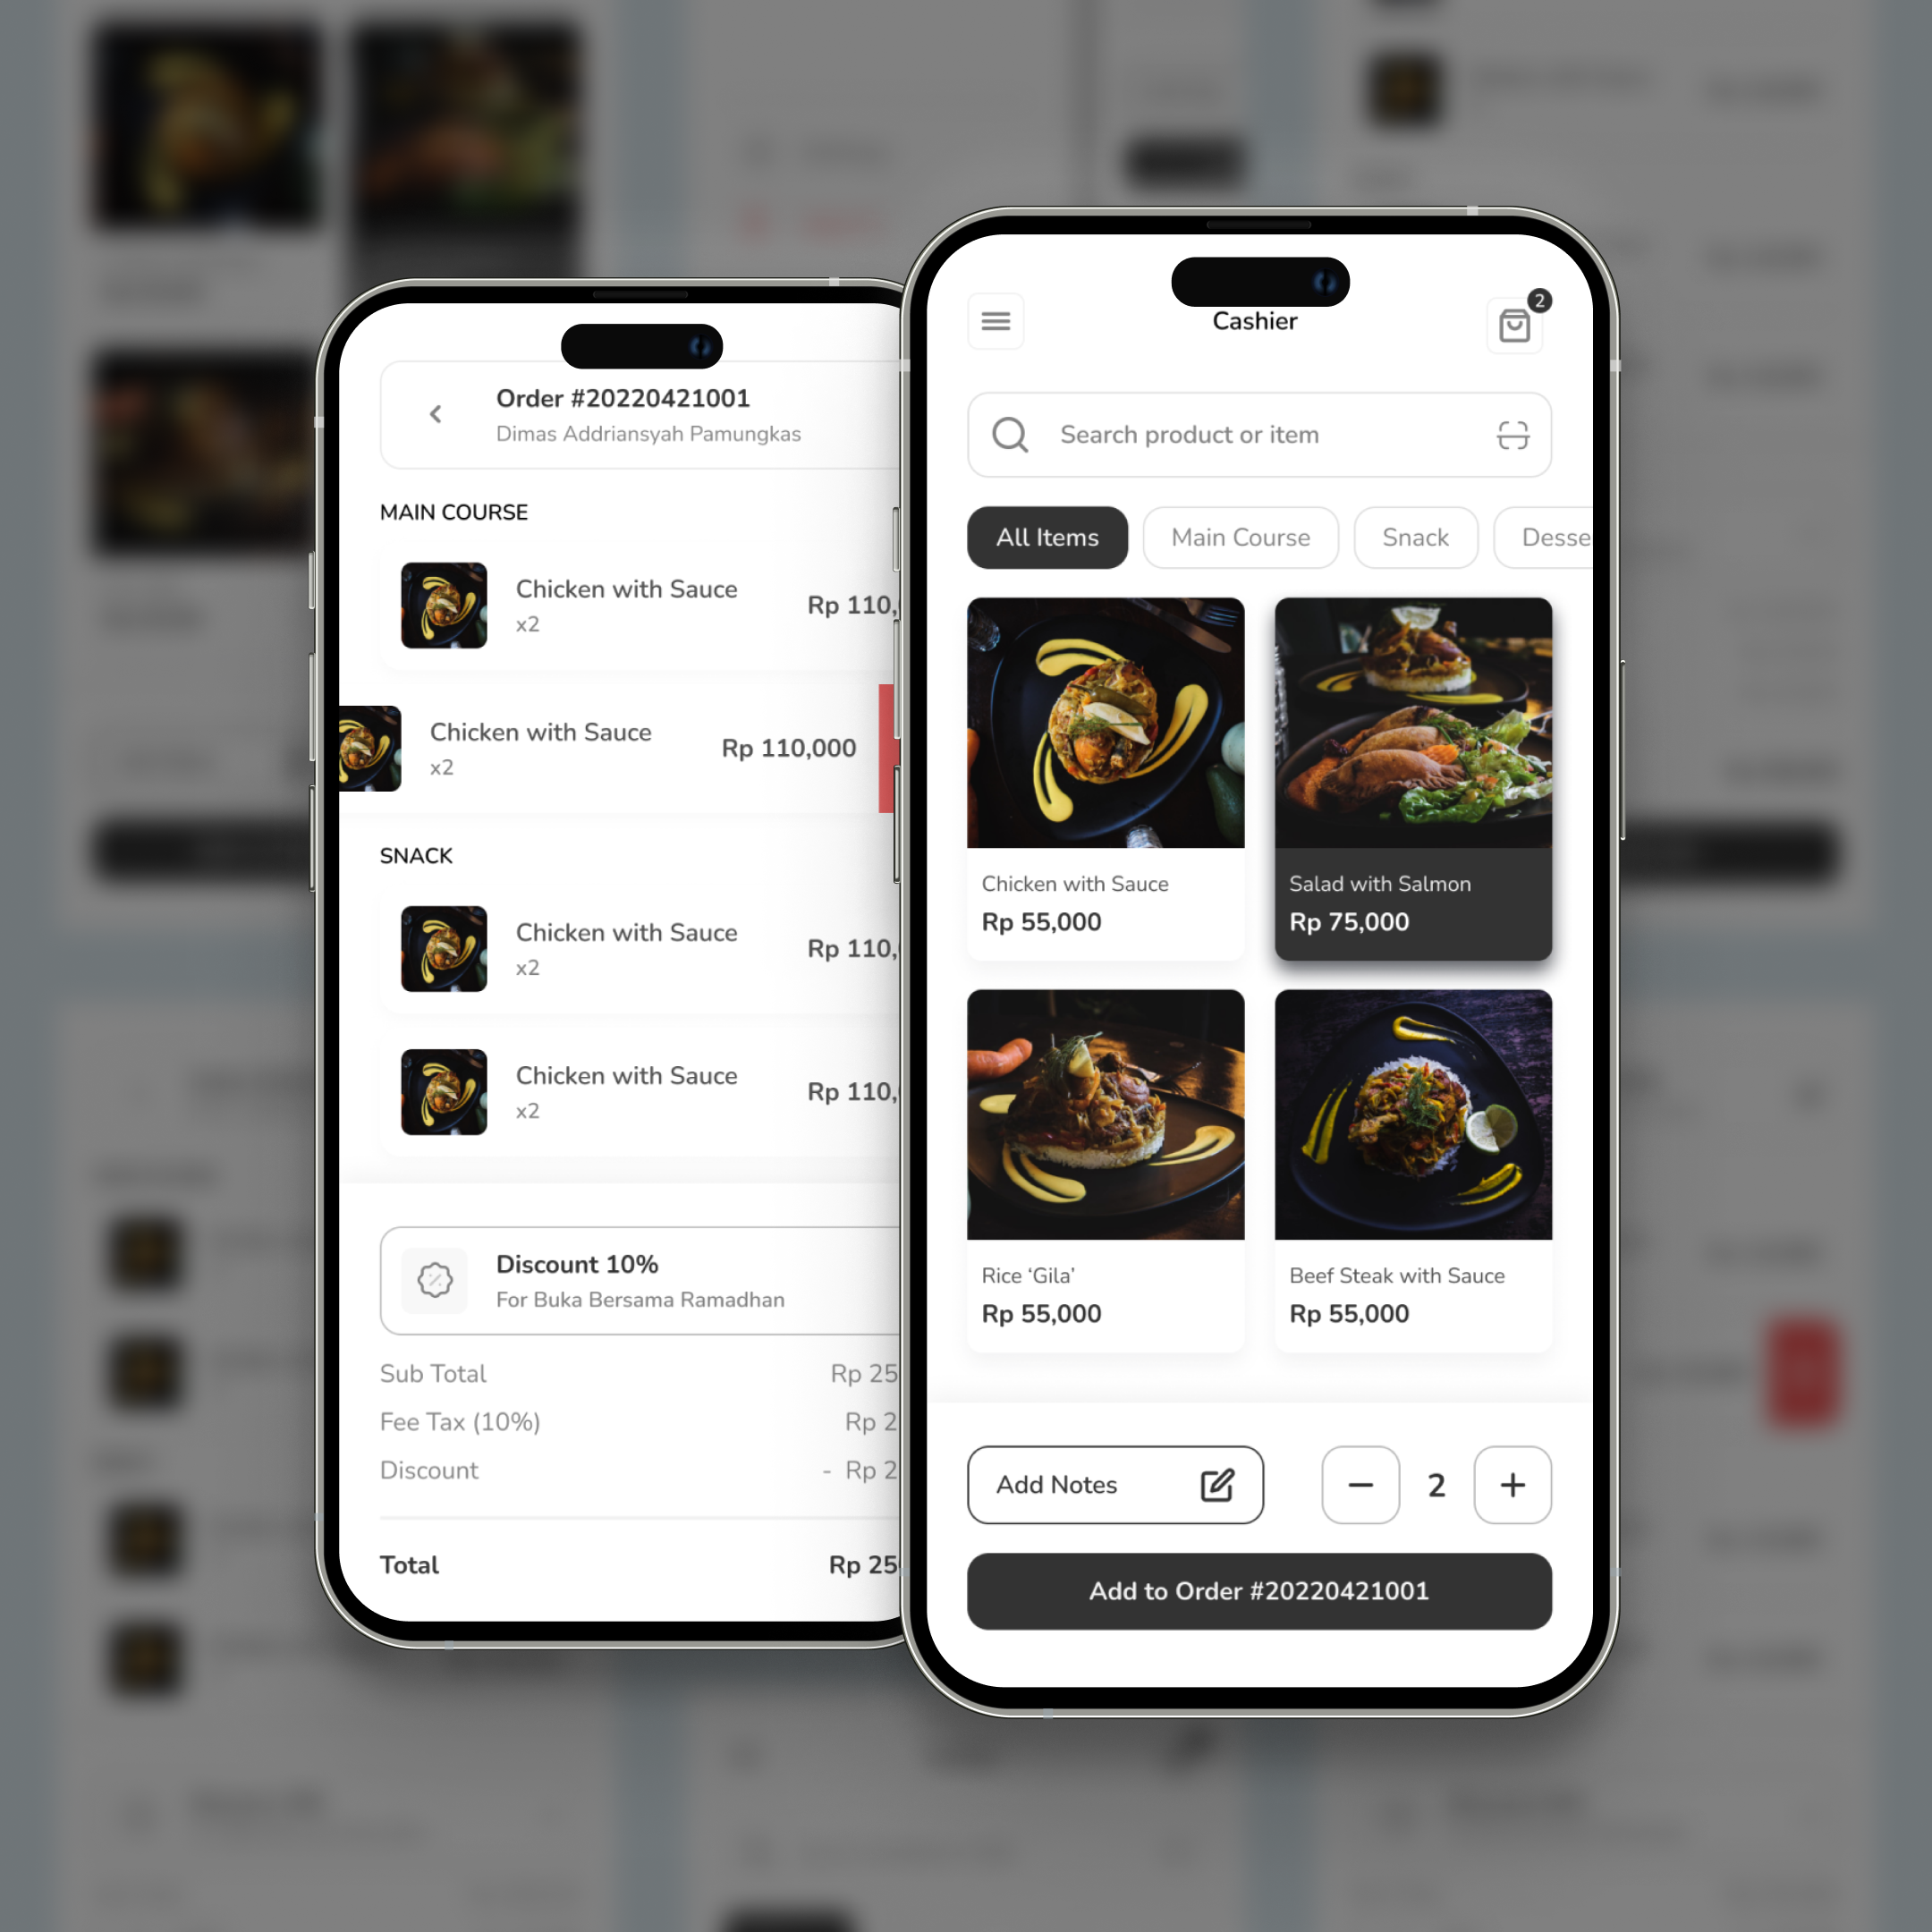 Order #20220421001
Dimas Addriansyah Pamungkas
MAIN COURSE
Chicken with Sauce
x2
Rp 110,
Chicken with Sauce
x2
Rp 110,000
SNACK
Chicken with Sauce
x2
Rp 110,
Chicken with Sauce
x2
Rp 110,
Discount 10%
For Buka Bersama Ramadhan
Sub Total
Rp 25
Fee Tax (10%)
Rp 2
Discount
- Rp 2
Total
Rp 25
Cashier
2
Search product or item
All Items
Main Course
Snack
Desse
Chicken with Sauce
Rp 55,000
Salad with Salmon
Rp 75,000
Rice ‘Gila’
Rp 55,000
Beef Steak with Sauce
Rp 55,000
Add Notes
2
Add to Order #20220421001